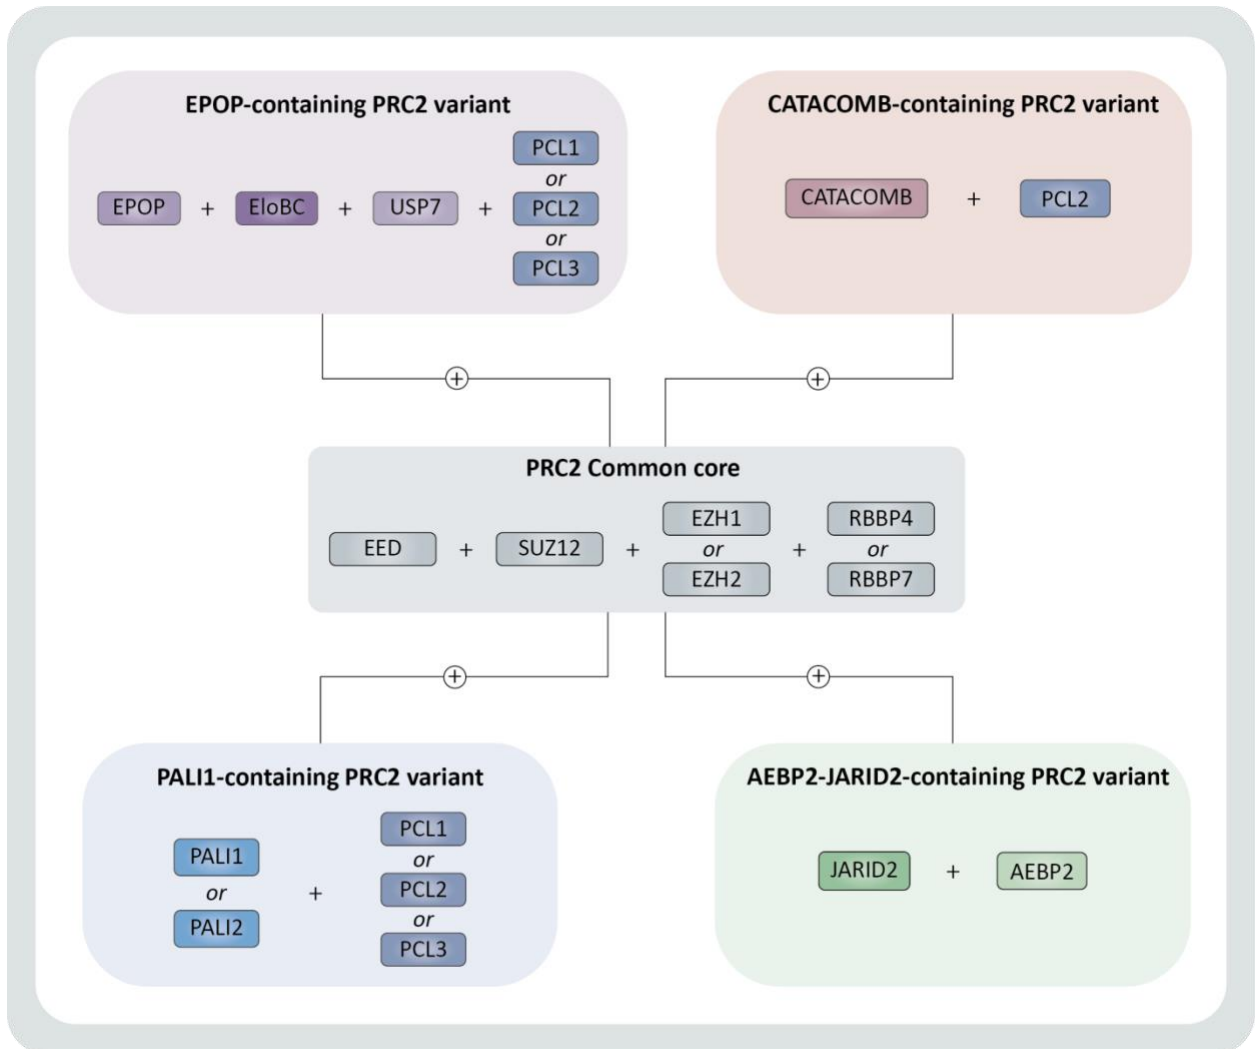 EPOP-containing PRC2 variant
EPOP + EloBC + USP7 + PCL1 or PCL2 or PCL3
CATACOMB-containing PRC2 variant
CATACOMB + PCL2
+
+
PRC2 Common core
EED + SUZ12 + EZH1 or EZH2 + RBBP4 or RBBP7
+
+
PALI1-containing PRC2 variant
PALI1 or PALI2 + PCL1 or PCL2 or PCL3
AEBP2-JARID2-containing PRC2 variant
JARID2 + AEBP2